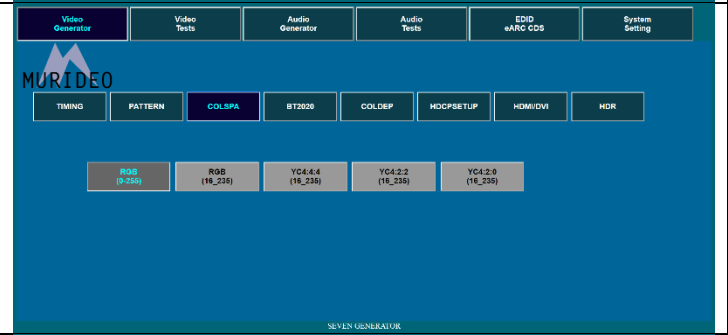 Video
Generator
Video
Tests
Audio
Generator
Audio
Tests
EDID
eARC CDS
System
Setting
MURIDEO
TIMING
PATTERN
COLSPA
BT2020
COLDEP
HDCPSETUP
HDMI/DVI
HDR
RGB
(0-255)
RGB
(16_235)
YC4:4:4
(16_235)
YC4:2:2
(16_235)
YC4:2:0
(16_235)
SEVEN GENERATOR